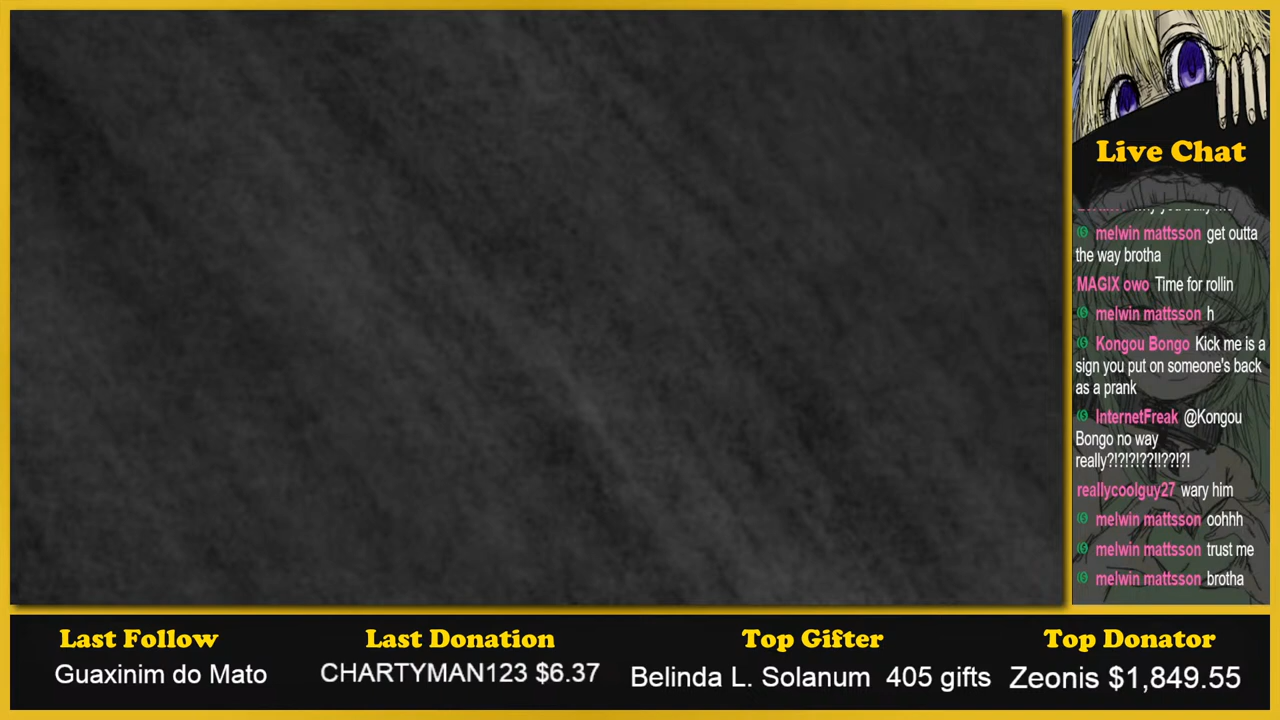 Live Chat
melwin mattsson get outta
the way brotha
MAGIX owo Time for rollin
melwin mattsson h
Kongou Bongo Kick me is a
sign you put on someone's back
as a prank
InternetFreak @Kongou
Bongo no way
really?!?!?!??!!??!?!
reallycoolguy27 wary him
melwin mattsson oohhh
melwin mattsson trust me
melwin mattsson brotha
Last Follow
Guaxinim do Mato
Last Donation
CHARTYMAN123 $6.37
Top Gifter
Belinda L. Solanum 405 gifts
Top Donator
Zeonis $1,849.55